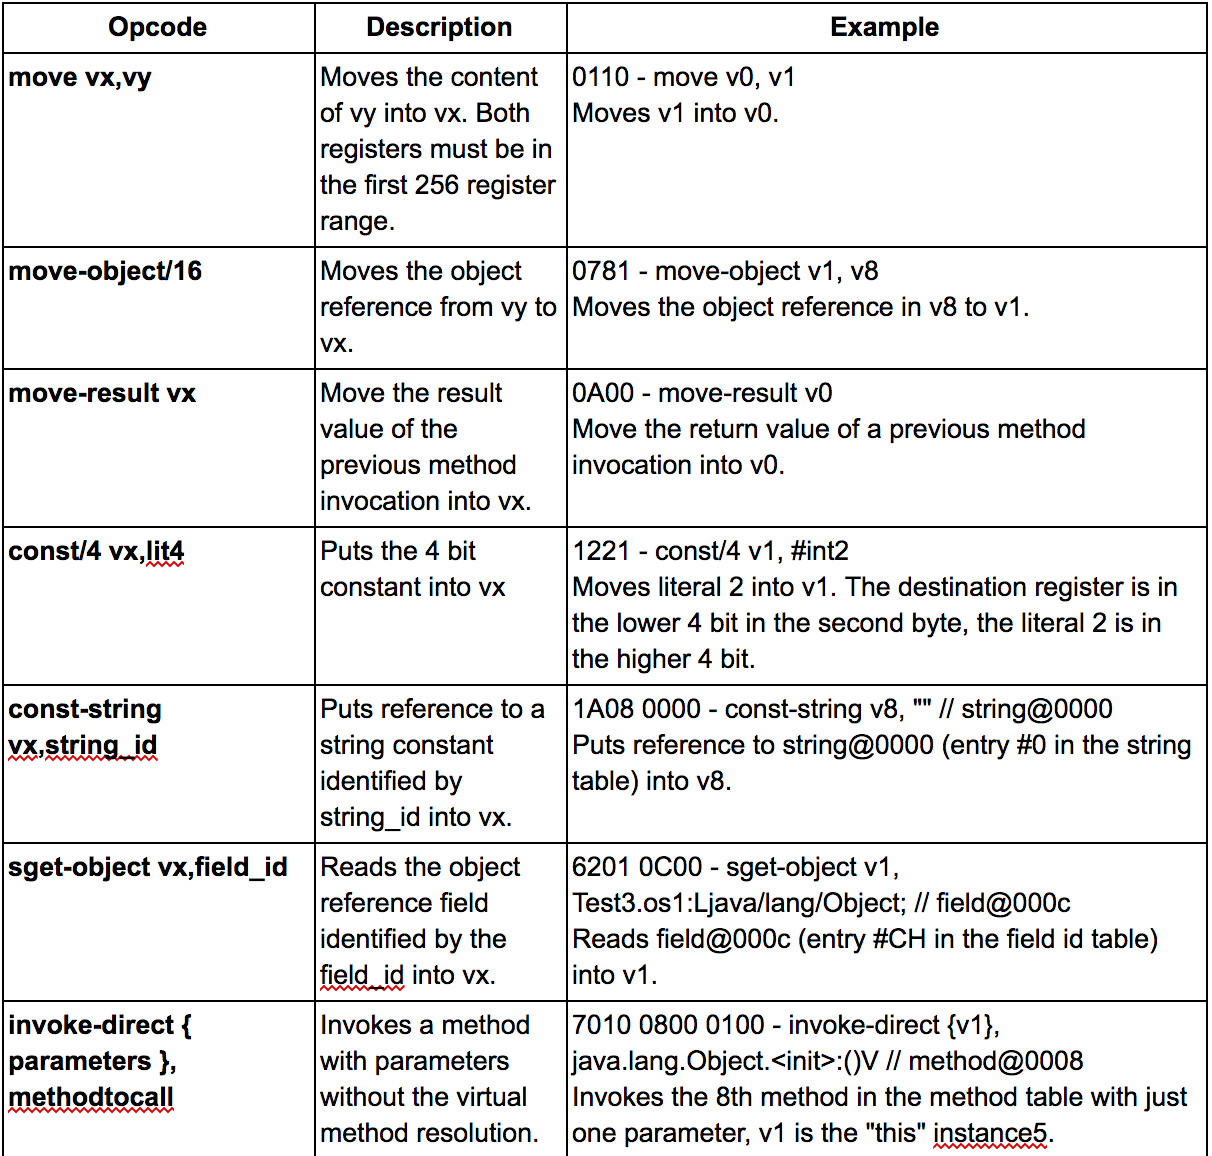 Opcode
Description
Example
move vx,vy
Moves the content
of vy into vx. Both
registers must be in
the first 256 register
range.
0110 - move v0, v1
Moves v1 into v0.
move-object/16
Moves the object
reference from vy to
vx.
0781 - move-object v1, v8
Moves the object reference in v8 to v1.
move-result vx
Move the result
value of the
previous method
invocation into vx.
0A00 - move-result v0
Move the return value of a previous method
invocation into v0.
const/4 vx,lit4
Puts the 4 bit
constant into vx
1221 - const/4 v1, #int2
Moves literal 2 into v1. The destination register is in
the lower 4 bit in the second byte, the literal 2 is in
the higher 4 bit.
const-string
vx,string_id
Puts reference to a
string constant
identified by
string_id into vx.
1A08 0000 - const-string v8, "" // string@0000
Puts reference to string@0000 (entry #0 in the string
table) into v8.
sget-object vx,field_id
Reads the object
reference field
identified by the
field_id into vx.
6201 0C00 - sget-object v1,
Test3.os1:Ljava/lang/Object; // field@000c
Reads field@000c (entry #CH in the field id table)
into v1.
invoke-direct {
parameters },
methodtocall
Invokes a method
with parameters
without the virtual
method resolution.
7010 0800 0100 - invoke-direct {v1},
java.lang.Object.<init>:()V // method@0008
Invokes the 8th method in the method table with just
one parameter, v1 is the "this" instance5.